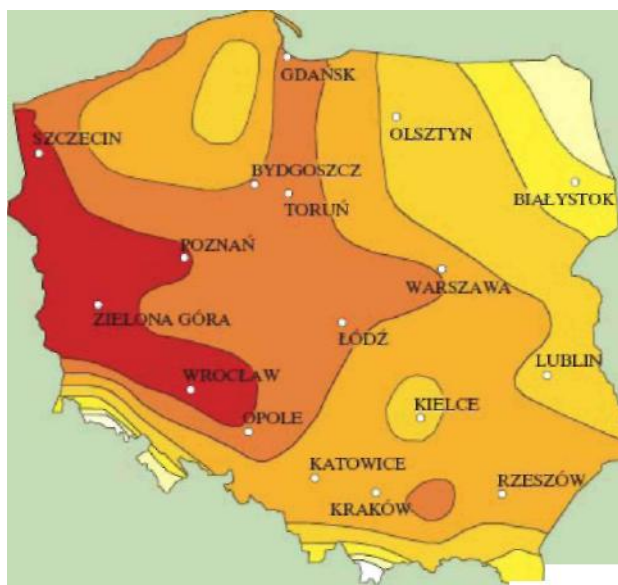 GDAŃSK
OLSZTYN
SZCZECIN
BYDGOSZCZ
TORUŃ
BIAŁYSTOK
POZNAŃ
WARSZAWA
ZIELONA GÓRA
ŁÓDŹ
WROCŁAW
LUBLIN
OPOLE
KIELCE
KATOWICE
KRAKÓW
RZESZÓW